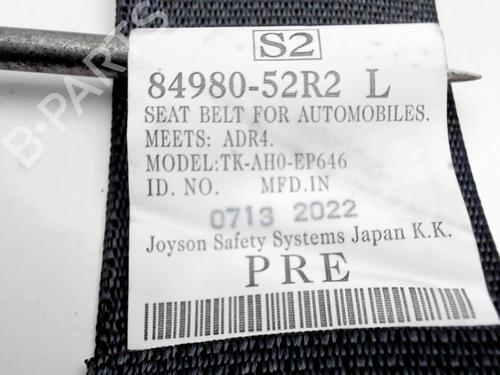 S2
84980-52R2 L
SEAT BELT FOR AUTOMOBILES.
MEETS: ADR4.
MODEL:TK-AH0-EP646
ID. NO. MFD.IN
0713 2022
Joyson Safety Systems Japan K.K.
PRE
B-PARTS